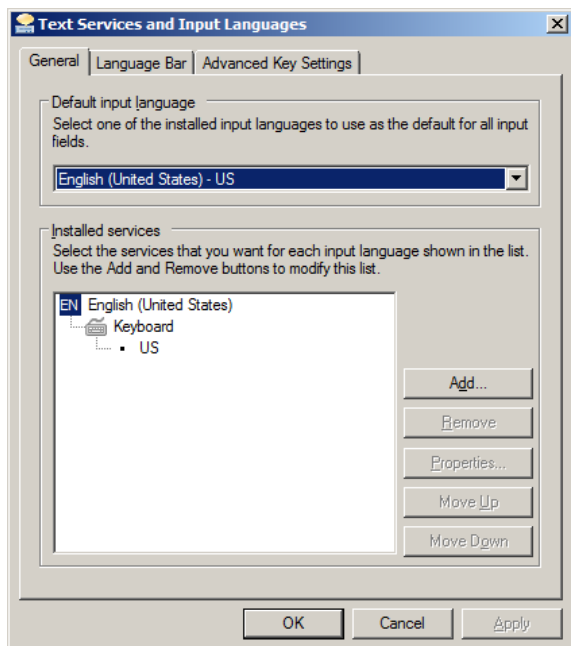 Text Services and Input Languages
General
Language Bar
Advanced Key Settings
Default input language
Select one of the installed input languages to use as the default for all input
fields.
English (United States) - US
Installed services
Select the services that you want for each input language shown in the list.
Use the Add and Remove buttons to modify this list.
EN English (United States)
Keyboard
US
Add...
Remove
Properties...
Move Up
Move Down
OK
Cancel
Apply